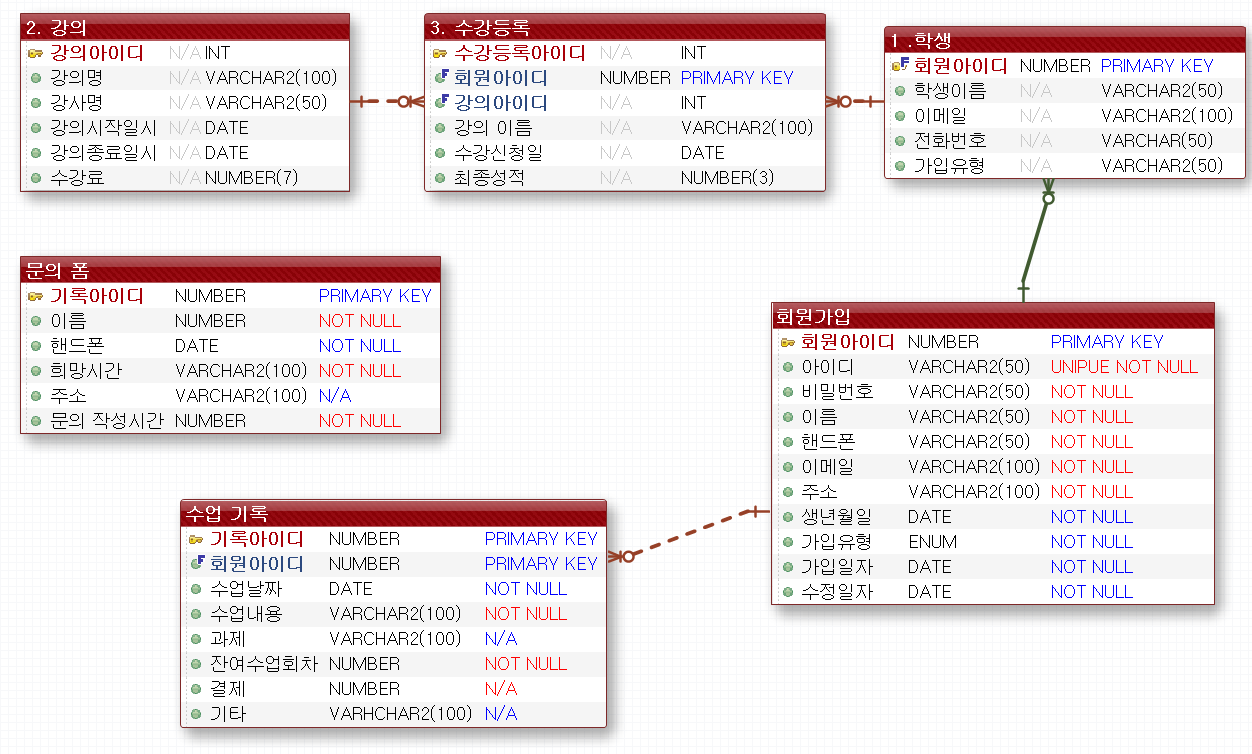 2. 강의
강의아이디 N/A INT
강의명 N/A VARCHAR2(100)
강사명 N/A VARCHAR2(50)
강의시작일시 N/A DATE
강의종료일시 N/A DATE
수강료 N/A NUMBER(7)
3. 수강등록
수강등록아이디 N/A INT
회원아이디 NUMBER PRIMARY KEY
강의아이디 N/A INT
강의 이름 N/A VARCHAR2(100)
수강신청일 N/A DATE
최종성적 N/A NUMBER(3)
1 .학생
회원아이디 NUMBER PRIMARY KEY
학생이름 N/A VARCHAR2(50)
이메일 N/A VARCHAR2(100)
전화번호 N/A VARCHAR(50)
가입유형 N/A VARCHAR2(50)
문의 폼
기록아이디 NUMBER PRIMARY KEY
이름 NUMBER NOT NULL
핸드폰 DATE NOT NULL
희망시간 VARCHAR2(100) NOT NULL
주소 VARCHAR2(100) N/A
문의 작성시간 NUMBER NOT NULL
회원가입
회원아이디 NUMBER PRIMARY KEY
아이디 VARCHAR2(50) UNIPUE NOT NULL
비밀번호 VARCHAR2(50) NOT NULL
이름 VARCHAR2(50) NOT NULL
핸드폰 VARCHAR2(50) NOT NULL
이메일 VARCHAR2(100) NOT NULL
주소 VARCHAR2(100) NOT NULL
생년월일 DATE NOT NULL
가입유형 ENUM NOT NULL
가입일자 DATE NOT NULL
수정일자 DATE NOT NULL
수업 기록
기록아이디 NUMBER PRIMARY KEY
회원아이디 NUMBER PRIMARY KEY
수업날짜 DATE NOT NULL
수업내용 VARCHAR2(100) NOT NULL
과제 VARCHAR2(100) N/A
잔여수업회차 NUMBER NOT NULL
결제 NUMBER N/A
기타 VARHCHAR2(100) N/A